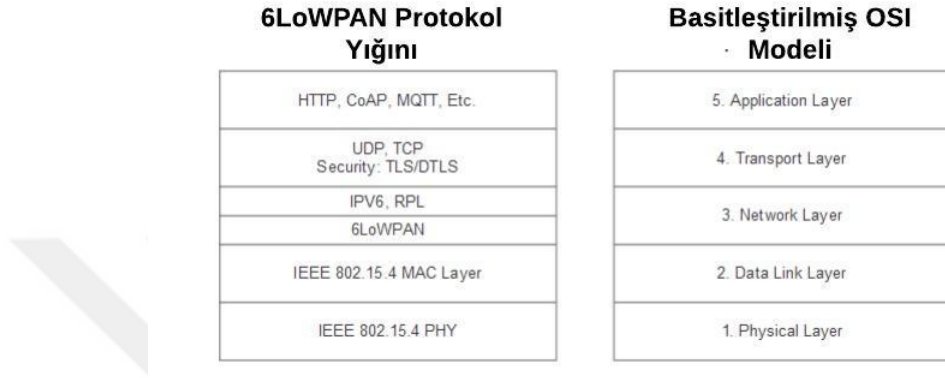 6LoWPAN Protokol
Yığını
HTTP, CoAP, MQTT, Etc.
UDP, TCP
Security: TLS/DTLS
IPV6, RPL
6LoWPAN
IEEE 802.15.4 MAC Layer
IEEE 802.15.4 PHY
Basitleştirilmiş OSI
Modeli
5. Application Layer
4. Transport Layer
3. Network Layer
2. Data Link Layer
1. Physical Layer